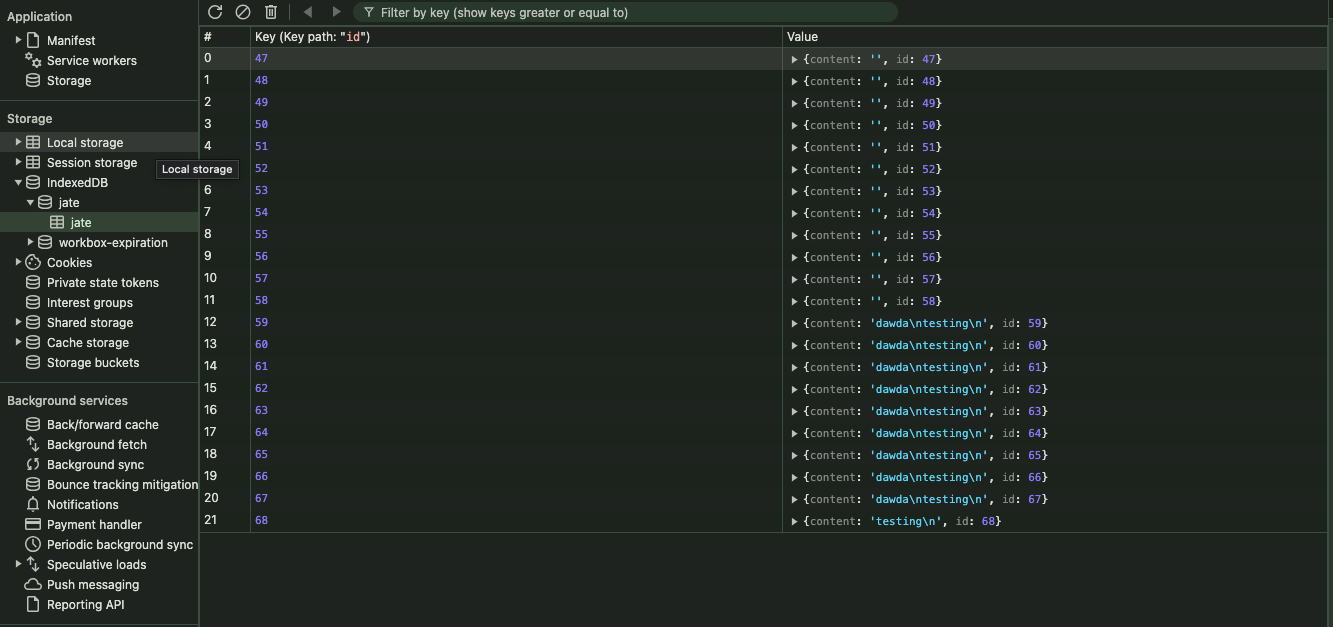 Application
Manifest
Service workers
Storage
Storage
Local storage
Session storage
Local storage
IndexedDB
jate
jate
workbox-expiration
Cookies
Private state tokens
Interest groups
Shared storage
Cache storage
Storage buckets
Background services
Back/forward cache
Background fetch
Background sync
Bounce tracking mitigation
Notifications
Payment handler
Periodic background sync
Speculative loads
Push messaging
Reporting API
Filter by key (show keys greater or equal to)
# Key (Key path: "id") Value
0 47 {content: '', id: 47}
1 48 {content: '', id: 48}
2 49 {content: '', id: 49}
3 50 {content: '', id: 50}
4 51 {content: '', id: 51}
52 {content: '', id: 52}
6 53 {content: '', id: 53}
7 54 {content: '', id: 54}
8 55 {content: '', id: 55}
9 56 {content: '', id: 56}
10 57 {content: '', id: 57}
11 58 {content: '', id: 58}
12 59 {content: 'dawda\ntesting\n', id: 59}
13 60 {content: 'dawda\ntesting\n', id: 60}
14 61 {content: 'dawda\ntesting\n', id: 61}
15 62 {content: 'dawda\ntesting\n', id: 62}
16 63 {content: 'dawda\ntesting\n', id: 63}
17 64 {content: 'dawda\ntesting\n', id: 64}
18 65 {content: 'dawda\ntesting\n', id: 65}
19 66 {content: 'dawda\ntesting\n', id: 66}
20 67 {content: 'dawda\ntesting\n', id: 67}
21 68 {content: 'testing\n', id: 68}